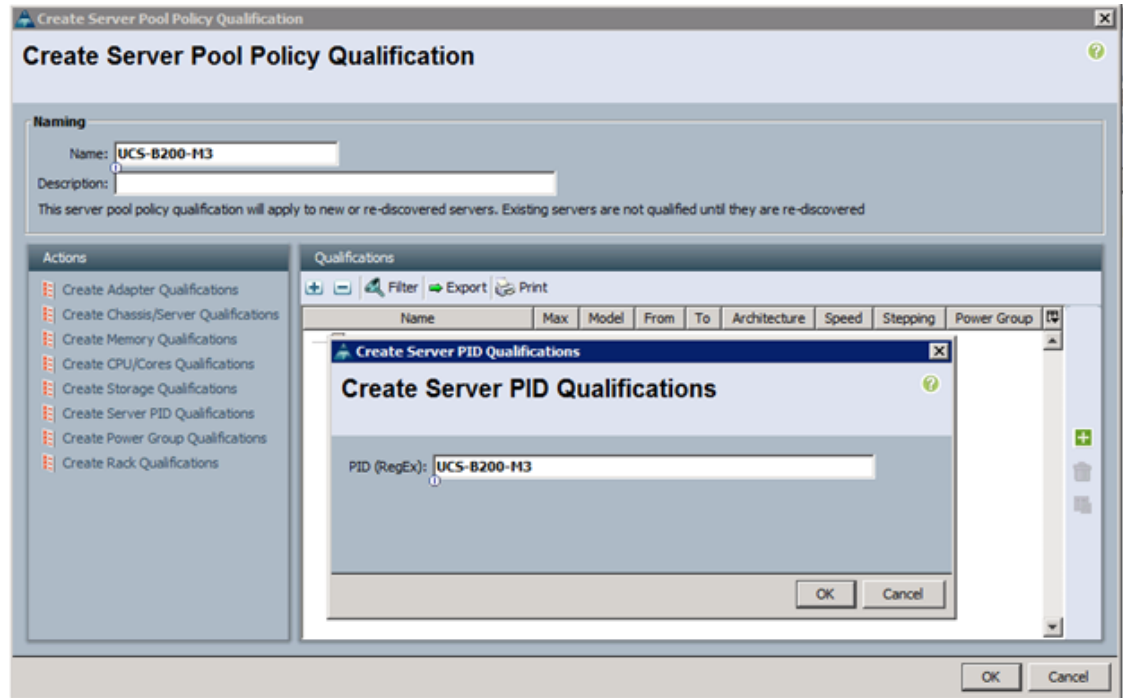 Create Server Pool Policy Qualification
Create Server Pool Policy Qualification
Naming
Name: UCS-B200-M3
Description:
This server pool policy qualification will apply to new or re-discovered servers. Existing servers are not qualified until they are re-discovered
Actions
Create Adapter Qualifications
Create Chassis/Server Qualifications
Create Memory Qualifications
Create CPU/Cores Qualifications
Create Storage Qualifications
Create Server PID Qualifications
Create Power Group Qualifications
Create Rack Qualifications
Qualifications
Filter Export Print
Name Max Model From To Architecture Speed Stepping Power Group
Create Server PID Qualifications
Create Server PID Qualifications
PID (RegEx): UCS-B200-M3
OK Cancel
OK Cancel